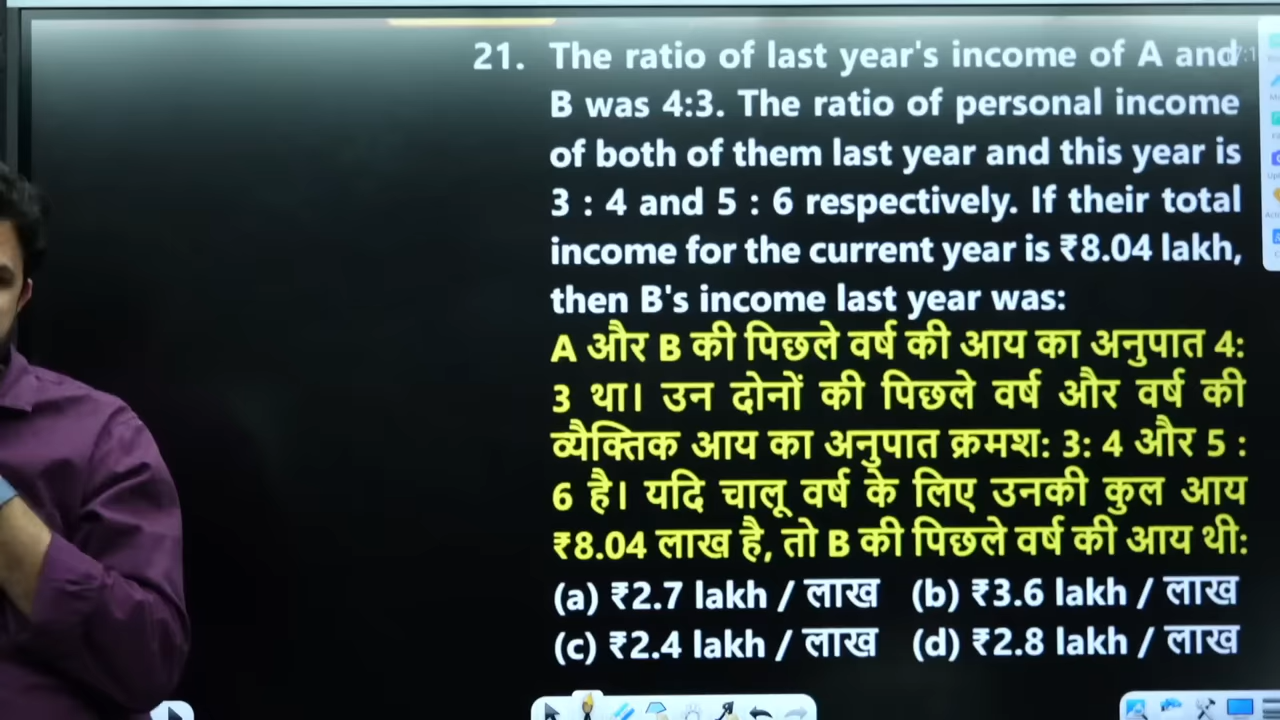 21. The ratio of last year's income of A and
B was 4:3. The ratio of personal income
of both of them last year and this year is
3 : 4 and 5 : 6 respectively. If their total
income for the current year is ₹8.04 lakh,
then B's income last year was:
A और B की पिछले वर्ष की आय का अनुपात 4:
3 था। उन दोनों की पिछले वर्ष और वर्ष की
व्यैक्तिक आय का अनुपात क्रमश: 3: 4 और 5 :
6 है। यदि चालू वर्ष के लिए उनकी कुल आय
₹8.04 लाख है, तो B की पिछले वर्ष की आय थी:
(a) ₹2.7 lakh / लाख (b) ₹3.6 lakh / लाख
(c) ₹2.4 lakh / लाख (d) ₹2.8 lakh / लाख